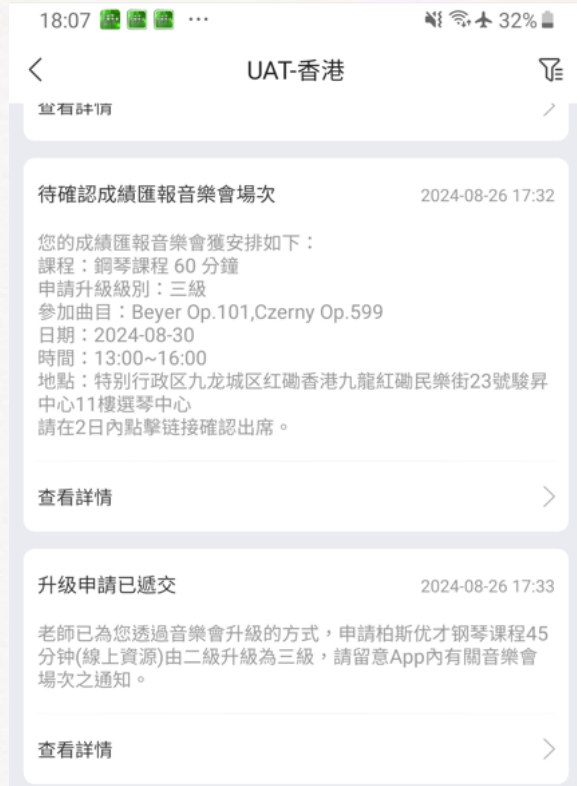 18:07 ... 32%
UAT-香港
查看詳情
待確認成績匯報音樂會場次 2024-08-26 17:32
您的成績匯報音樂會獲安排如下：
課程：鋼琴課程 60 分鐘
申請升級級別：三級
參加曲目：Beyer Op.101,Czerny Op.599
日期：2024-08-30
時間：13:00~16:00
地點：特别行政区九龙城区红磡香港九龍紅磡民樂街23號駿昇
中心11樓選琴中心
請在2日內點擊链接確認出席。
查看詳情
升级申請已遞交 2024-08-26 17:33
老師已為您透過音樂會升級的方式，申請柏斯优才钢琴课程45
分钟(線上資源)由二級升級為三級，請留意App內有關音樂會
場次之通知。
查看詳情